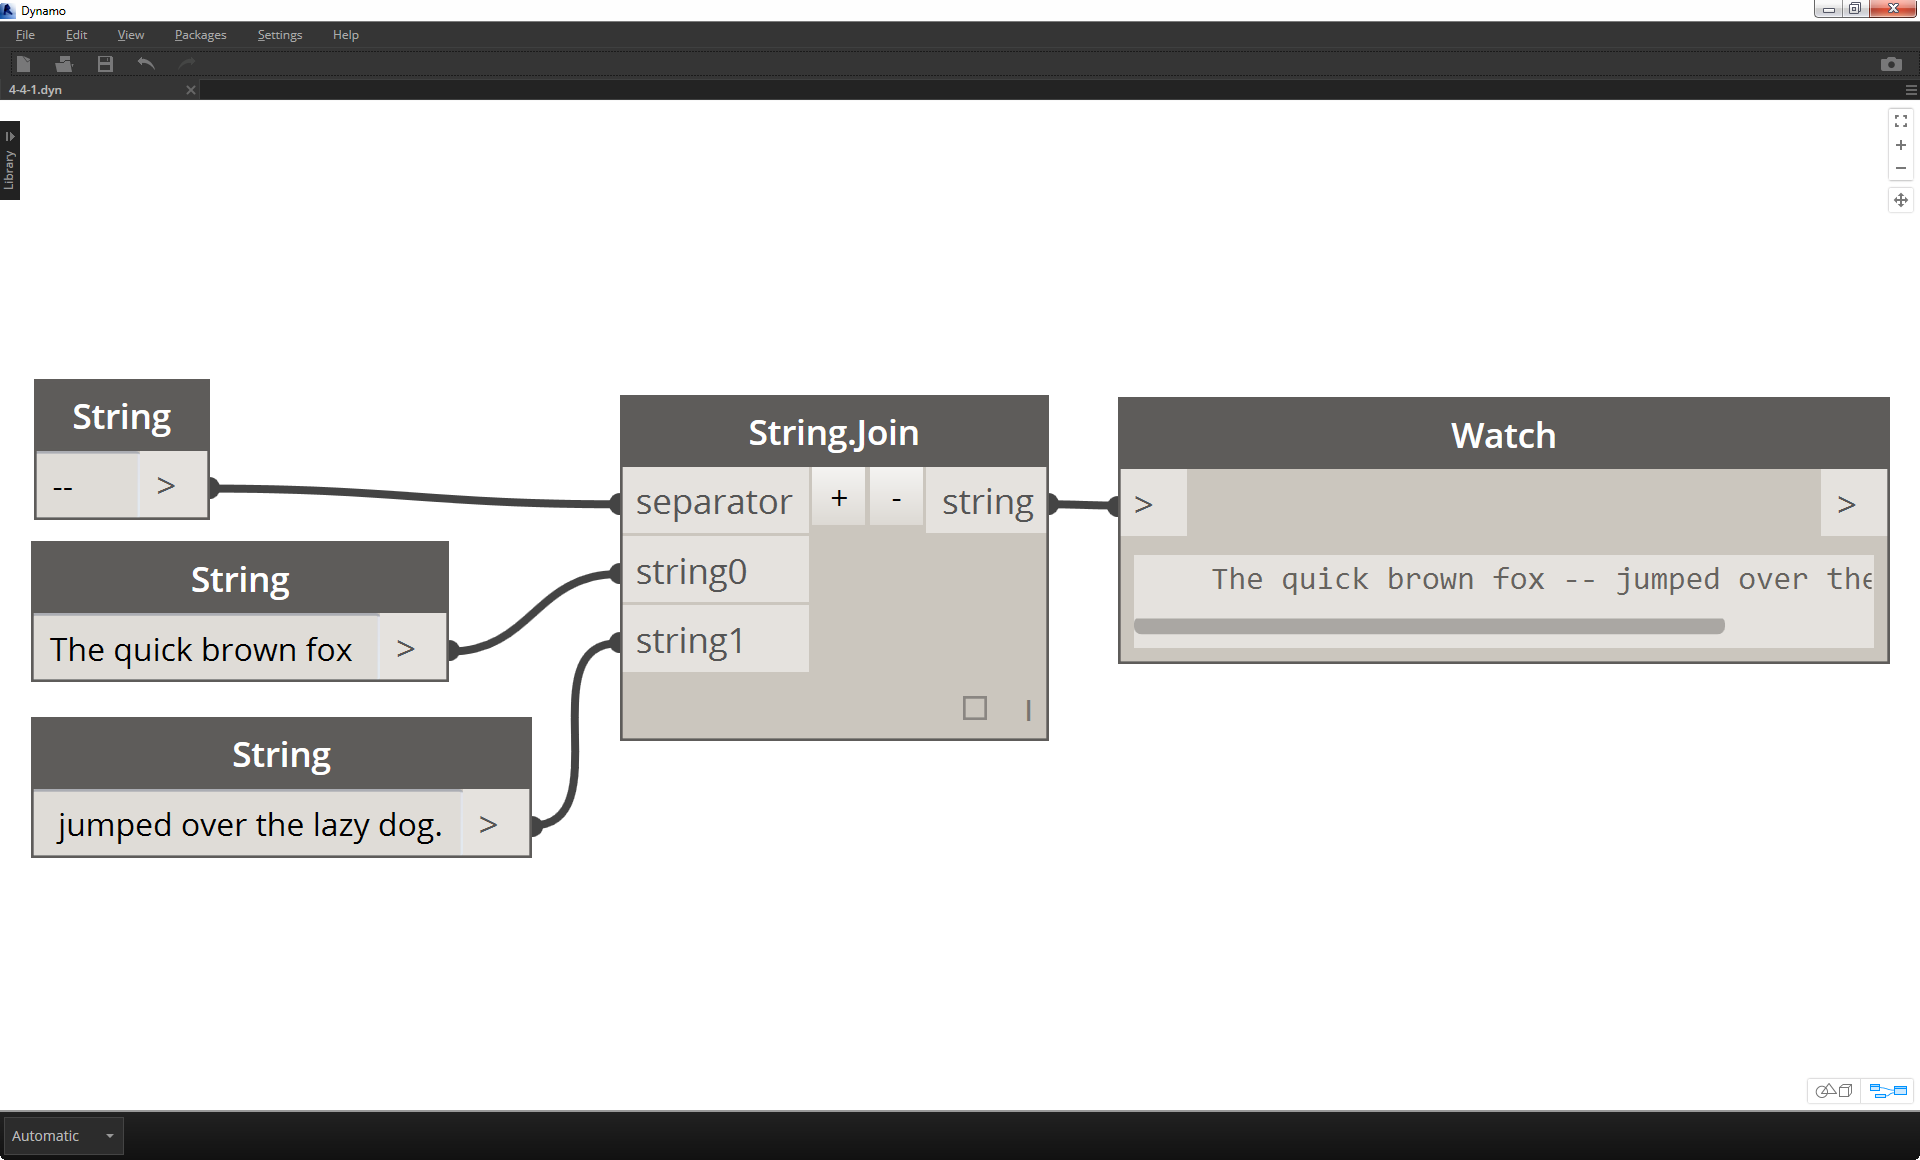 Dynamo
File Edit View Packages Settings Help
4-4-1.dyn
Library
String
-- >
String
The quick brown fox >
String
jumped over the lazy dog. >
String.Join
separator + - string
string0
string1
Watch
> >
The quick brown fox -- jumped over the
Automatic